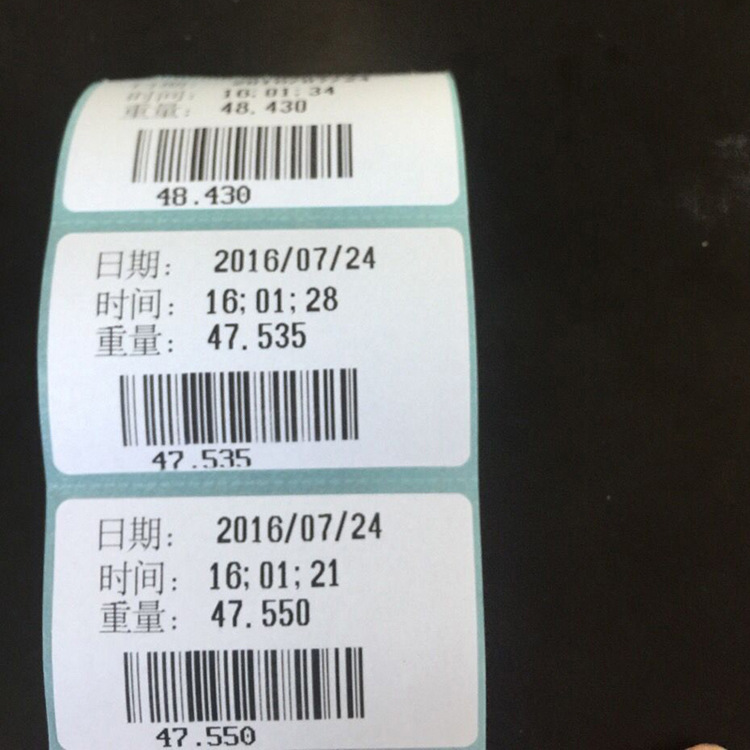 时间： 16;01;34
重量： 48.430
48.430
日期： 2016/07/24
时间： 16;01;28
重量： 47.535
47.535
日期： 2016/07/24
时间： 16;01;21
重量： 47.550
47.550